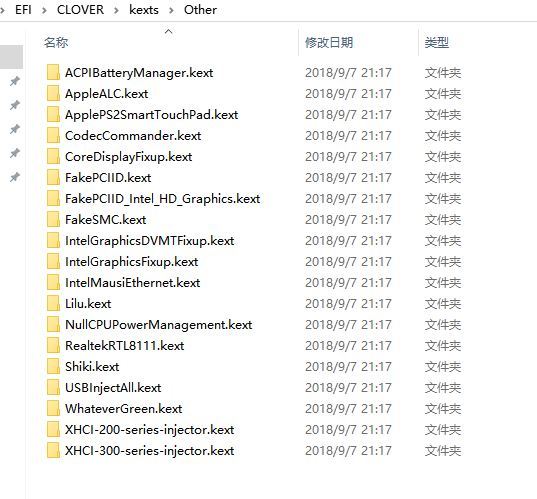 EFI › CLOVER › kexts › Other
名称 修改日期 类型
ACPIBatteryManager.kext 2018/9/7 21:17 文件夹
AppleALC.kext 2018/9/7 21:17 文件夹
ApplePS2SmartTouchPad.kext 2018/9/7 21:17 文件夹
CodecCommander.kext 2018/9/7 21:17 文件夹
CoreDisplayFixup.kext 2018/9/7 21:17 文件夹
FakePCIID.kext 2018/9/7 21:17 文件夹
FakePCIID_Intel_HD_Graphics.kext 2018/9/7 21:17 文件夹
FakeSMC.kext 2018/9/7 21:17 文件夹
IntelGraphicsDVMTFixup.kext 2018/9/7 21:17 文件夹
IntelGraphicsFixup.kext 2018/9/7 21:17 文件夹
IntelMausiEthernet.kext 2018/9/7 21:17 文件夹
Lilu.kext 2018/9/7 21:17 文件夹
NullCPUPowerManagement.kext 2018/9/7 21:17 文件夹
RealtekRTL8111.kext 2018/9/7 21:17 文件夹
Shiki.kext 2018/9/7 21:17 文件夹
USBInjectAll.kext 2018/9/7 21:17 文件夹
WhateverGreen.kext 2018/9/7 21:17 文件夹
XHCI-200-series-injector.kext 2018/9/7 21:17 文件夹
XHCI-300-series-injector.kext 2018/9/7 21:17 文件夹